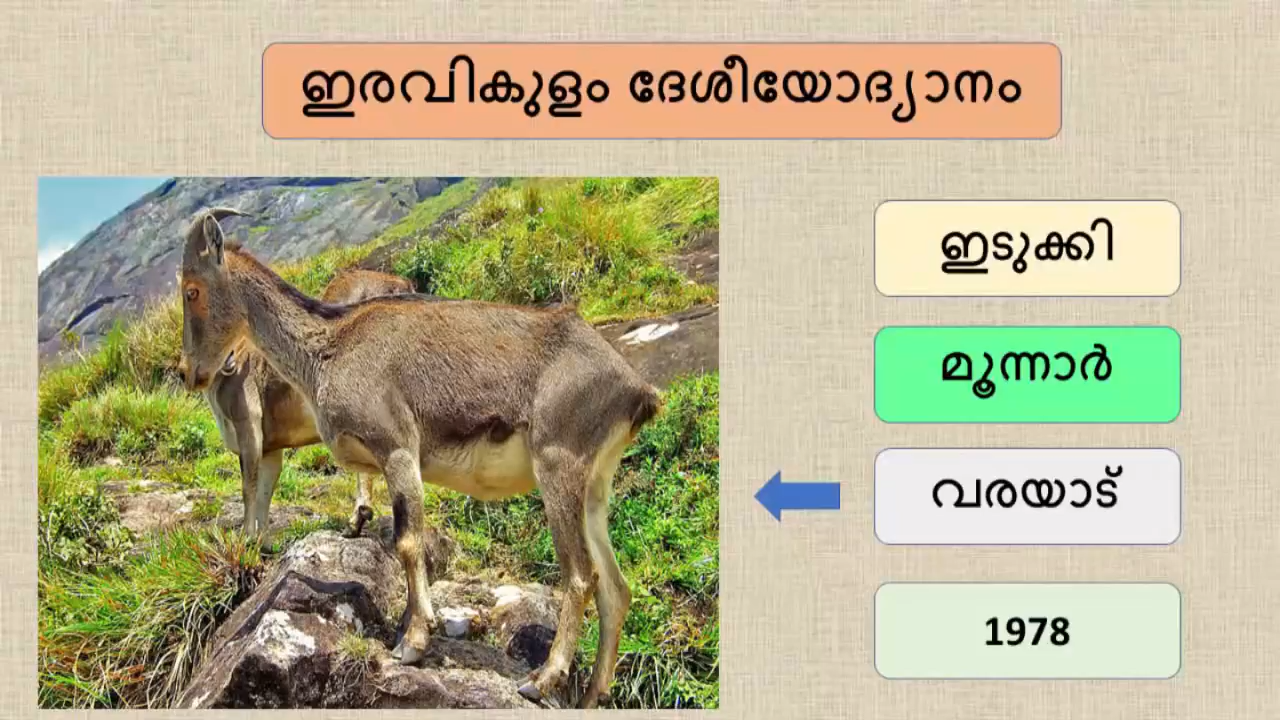 ഇരവികുളം ദേശീയോദ്യാനം
ഇടുക്കി
മൂന്നാർ
വരയാട്
1978